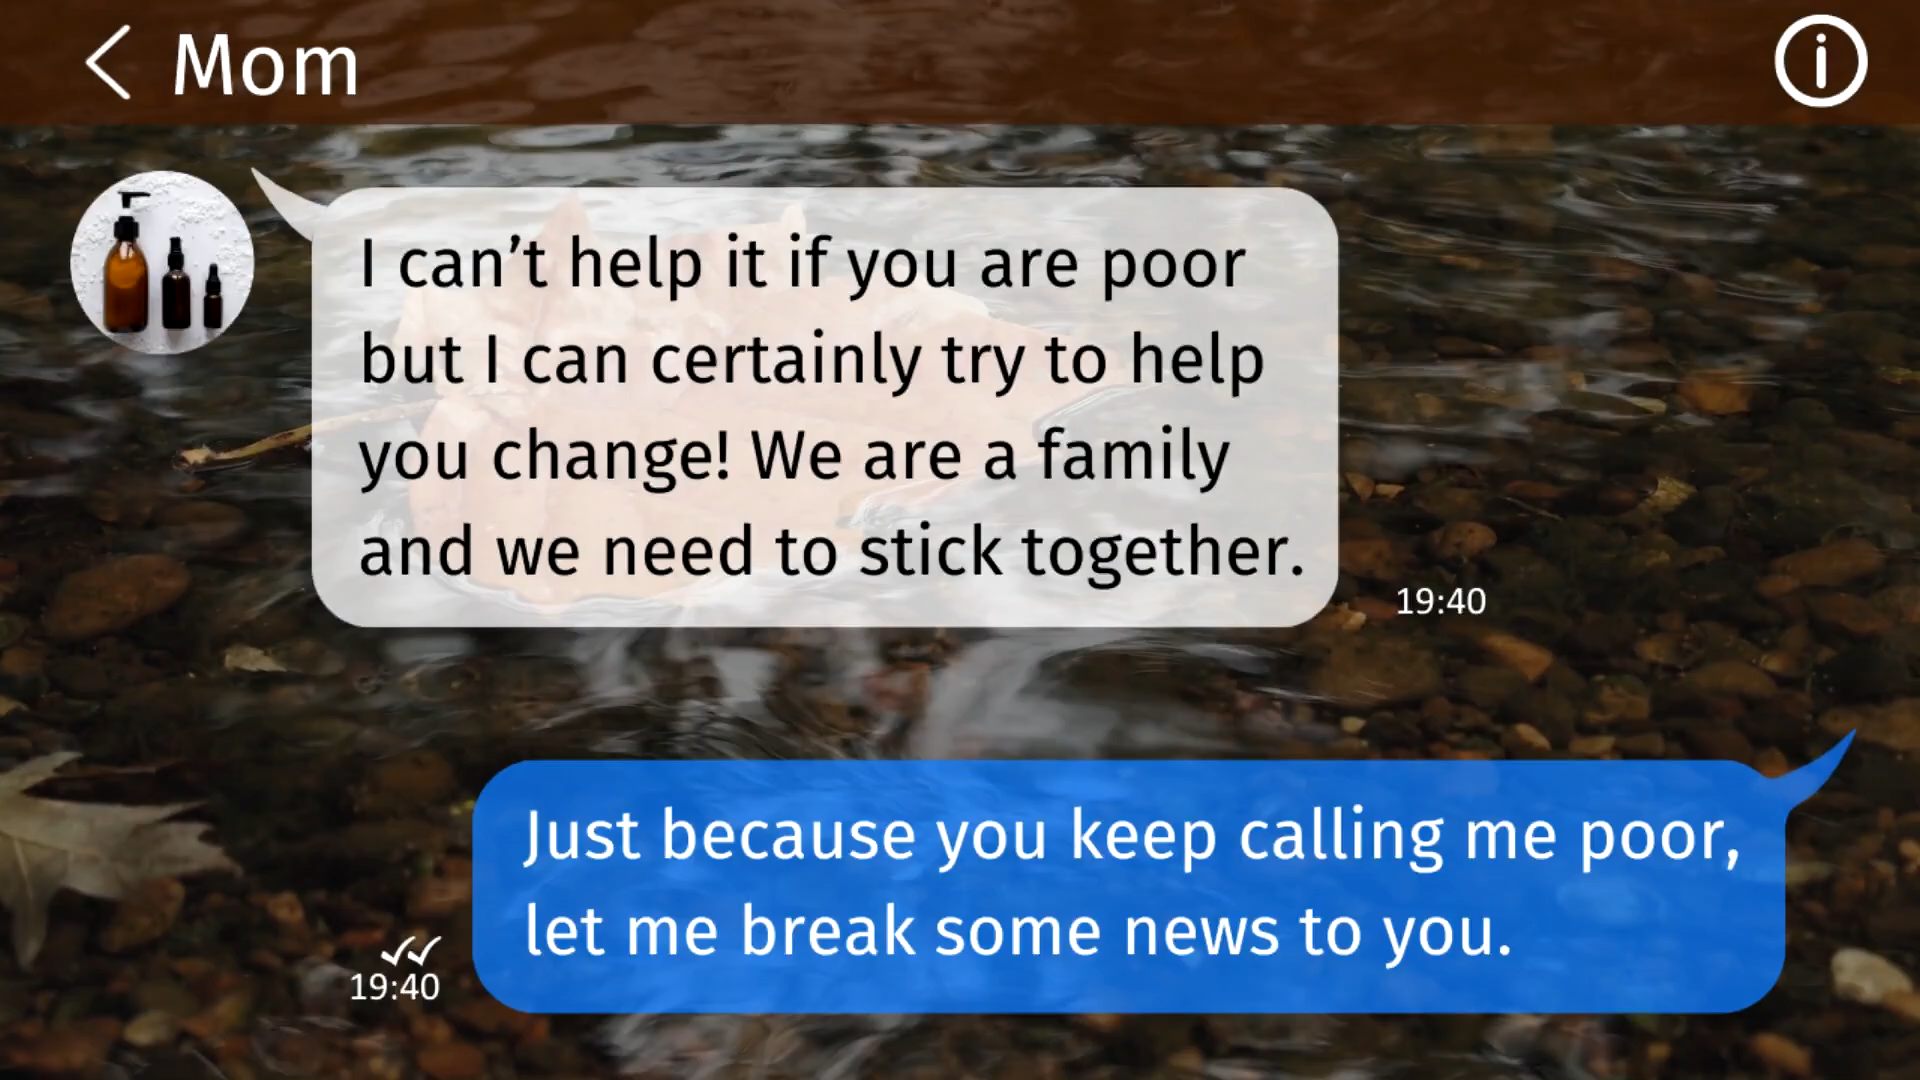 Mom
I can’t help it if you are poor
but I can certainly try to help
you change! We are a family
and we need to stick together.
19:40
Just because you keep calling me poor,
let me break some news to you.
19:40